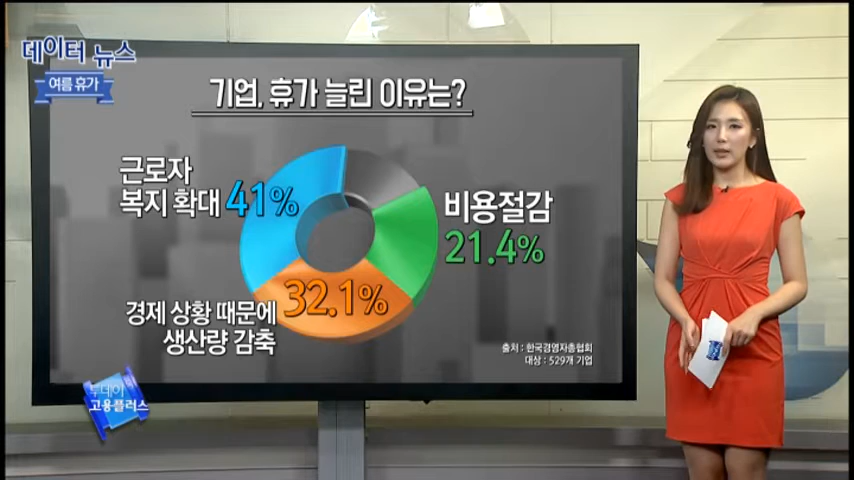 데이터 뉴스
여름 휴가
기업, 휴가 늘린 이유는?
근로자
복지 확대 41%
비용절감
21.4%
경제 상황 때문에 32.1%
생산량 감축
출처 : 한국경영자총협회
대상 : 529개 기업
투데이
고용플러스